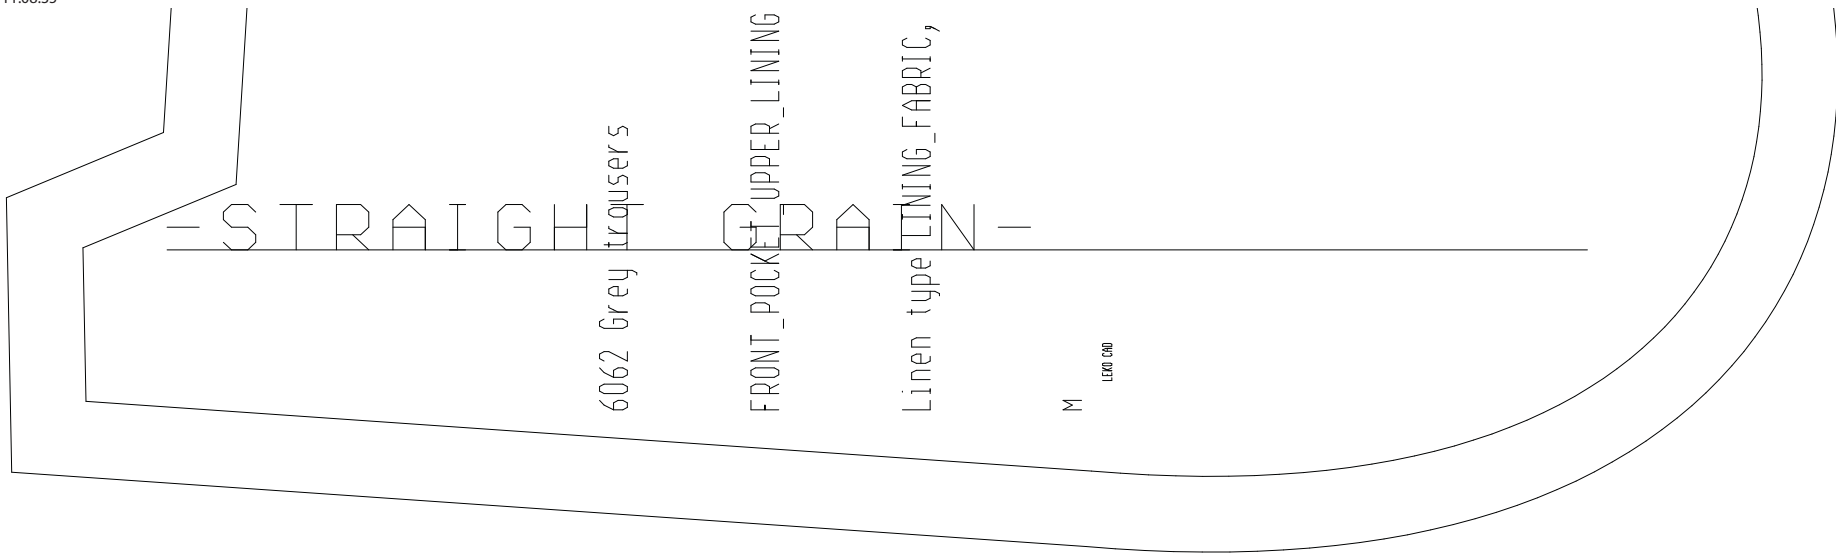 -STRAIGHT GRAIN-
6062 Grey trousers
FRONT_POCKET_UPPER_LINING
Linen type LINING_FABRIC,
M
LEKO CAD